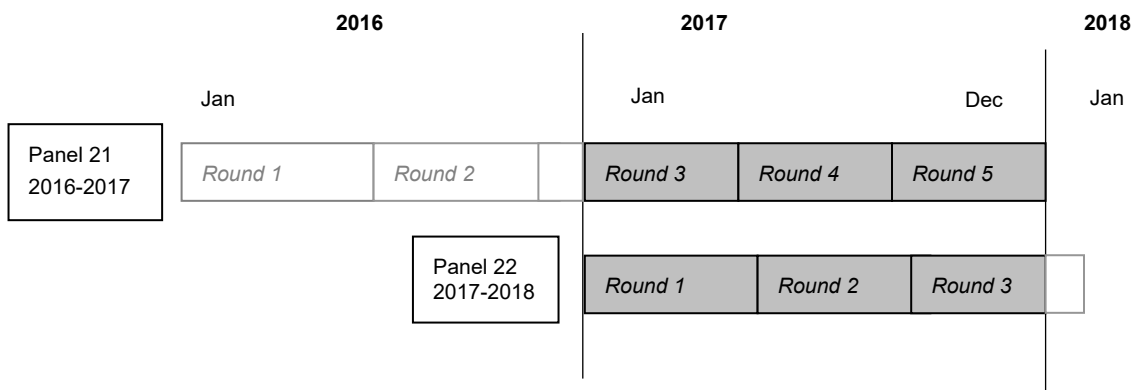 2016 2017 2018
Jan Jan Dec Jan
Panel 21
2016-2017
Round 1 Round 2 Round 3 Round 4 Round 5
Panel 22
2017-2018
Round 1 Round 2 Round 3